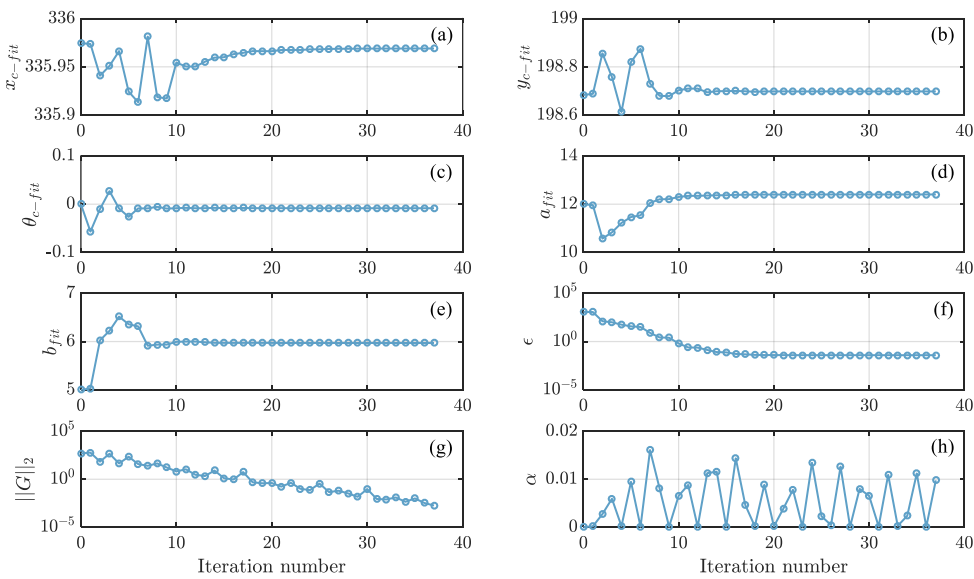 336
335.95
335.9
x_{c-fit}
(a)
0 10 20 30 40
199
198.8
198.6
y_{c-fit}
(b)
0 10 20 30 40
0.1
0
-0.1
θ_{c-fit}
(c)
0 10 20 30 40
14
12
10
a_{fit}
(d)
0 10 20 30 40
7
6
5
b_{fit}
(e)
0 10 20 30 40
10^5
10^0
10^{-5}
ϵ
(f)
0 10 20 30 40
10^5
10^0
10^{-5}
||G||_2
(g)
0 10 20 30 40
Iteration number
0.02
0.01
0
α
(h)
0 10 20 30 40
Iteration number